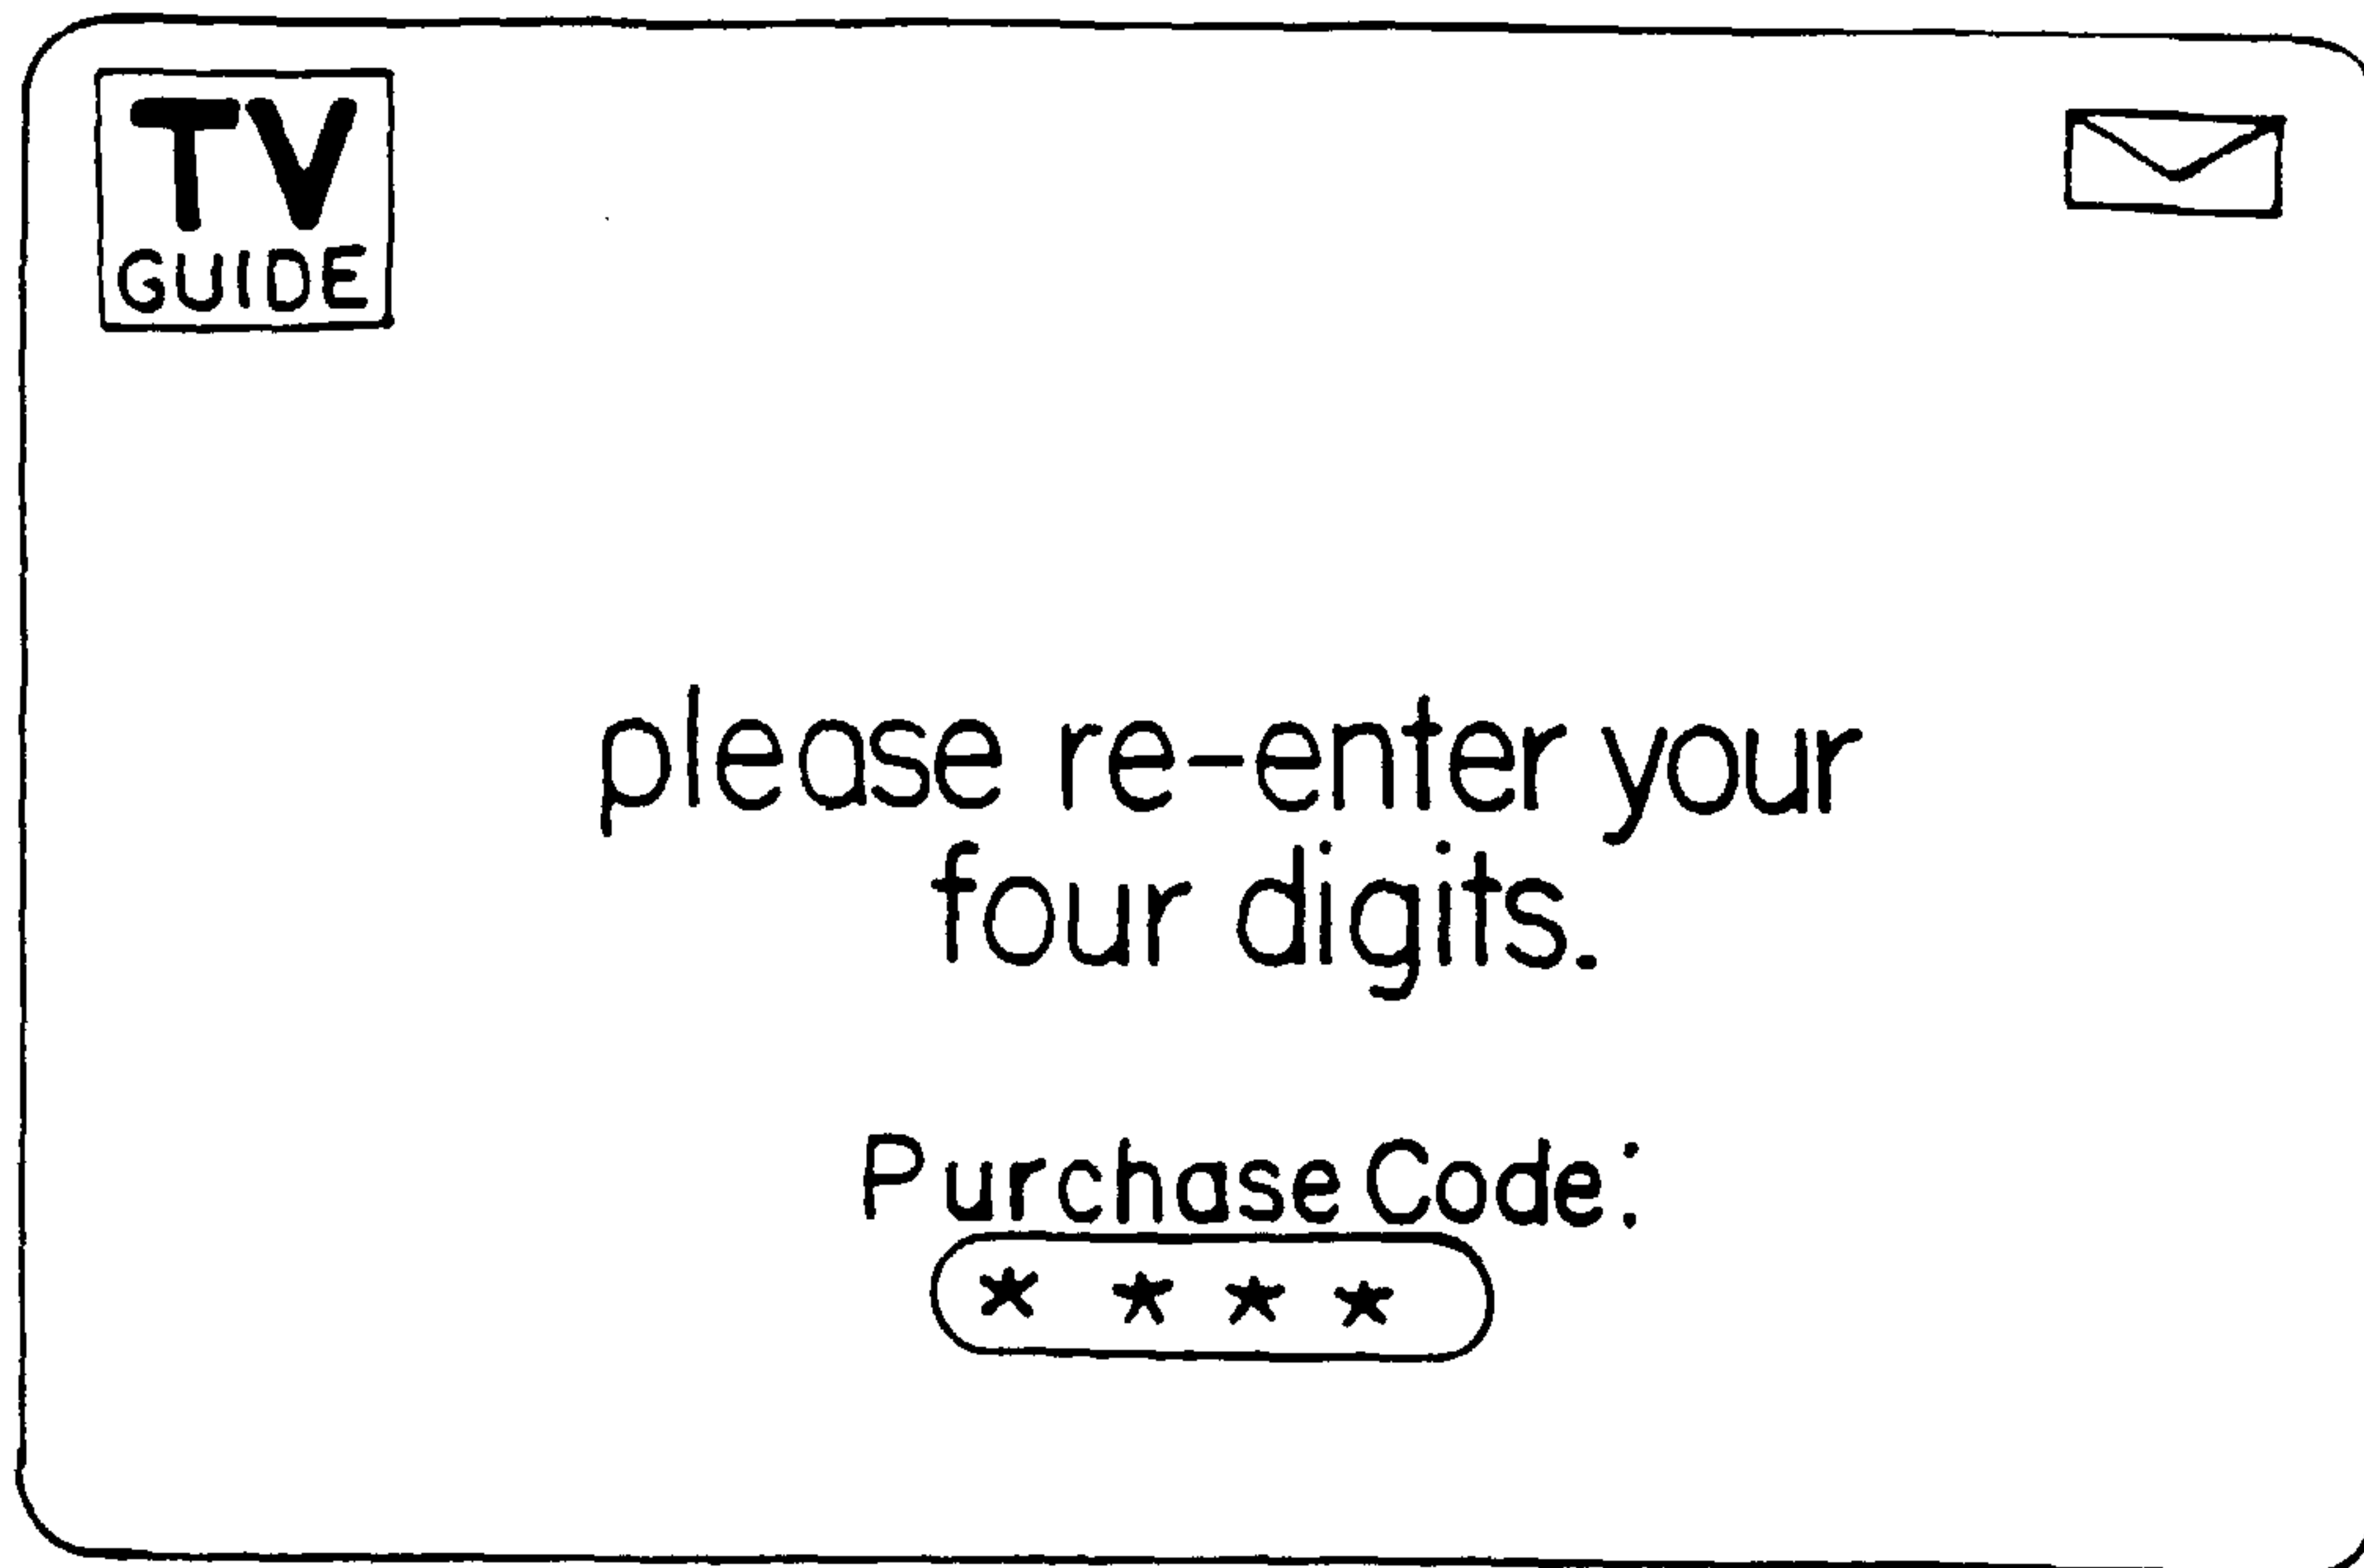 TV
GUIDE
please re-enter your
four digits.
Purchase Code:
* * * *